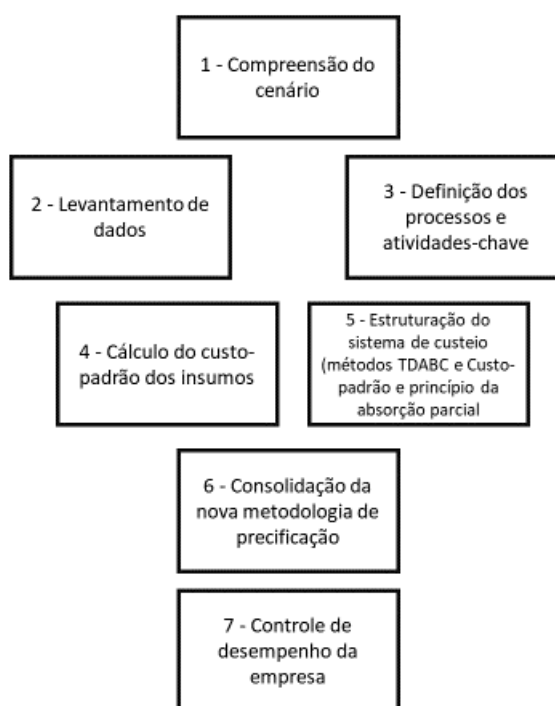 1 - Compreensão do
cenário
2 - Levantamento de
dados
3 - Definição dos
processos e
atividades-chave
4 - Cálculo do custo-
padrão dos insumos
5 - Estruturação do
sistema de custeio
(métodos TDABC e Custo-
padrão e princípio da
absorção parcial
6 - Consolidação da
nova metodologia de
precificação
7 - Controle de
desempenho da
empresa